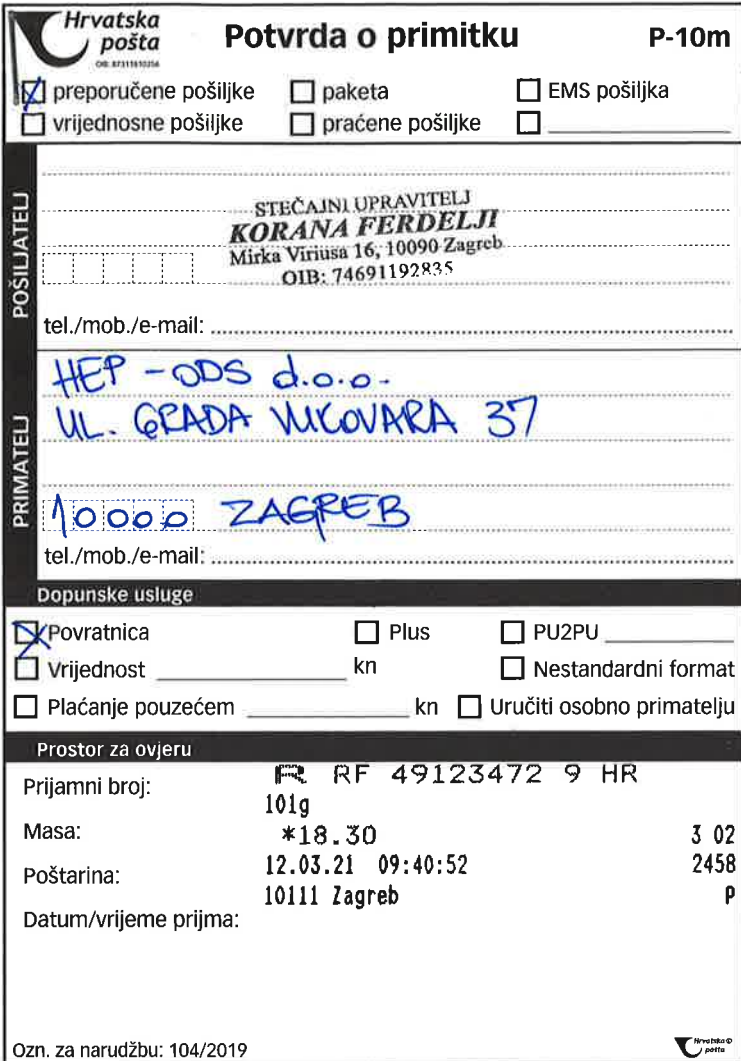 Hrvatska
pošta
OIB: 87311810356
Potvrda o primitku
P-10m
preporučene pošiljke
paketa
EMS pošiljka
vrijednosne pošiljke
praćene pošiljke
POŠILJATELJ
STEČAJNI UPRAVITELJ
KORANA FERDELJI
Mirka Viriusa 16, 10090 Zagreb
OIB: 74691192835
tel./mob./e-mail:
PRIMATELJ
HEP - ODS d.o.o.
UL. GRADA VUKOVARA 37
10000 ZAGREB
tel./mob./e-mail:
Dopunske usluge
Povratnica
Plus
PU2PU
Vrijednost kn
Nestandardni format
Plaćanje pouzećem kn
Uručiti osobno primatelju
Prostor za ovjeru
Prijamni broj:
R RF 49123472 9 HR
101g
Masa:
*18.30 3 02
Poštarina:
12.03.21 09:40:52 2458
10111 Zagreb P
Datum/vrijeme prijma:
Ozn. za narudžbu: 104/2019
Hrvatska
pošta